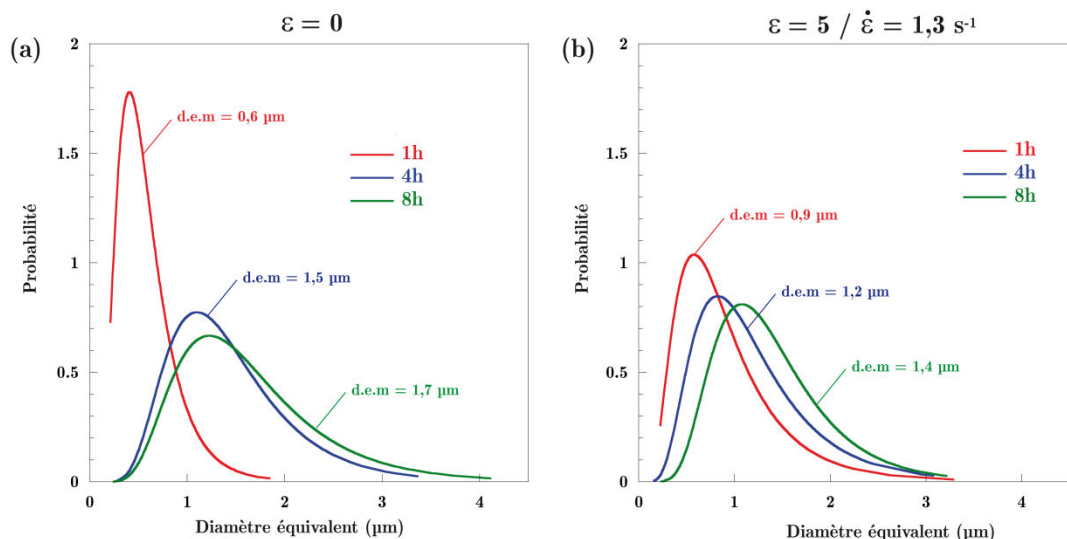 ε = 0
(a)
2
1.5
1
0.5
0
Probabilité
d.e.m = 0,6 µm
1h
4h
8h
d.e.m = 1,5 µm
d.e.m = 1,7 µm
0
1
2
3
4
Diamètre équivalent (µm)
ε = 5 / ε̇ = 1,3 s⁻¹
(b)
2
1.5
1
0.5
0
Probabilité
1h
4h
8h
d.e.m = 0,9 µm
d.e.m = 1,2 µm
d.e.m = 1,4 µm
0
1
2
3
4
Diamètre équivalent (µm)